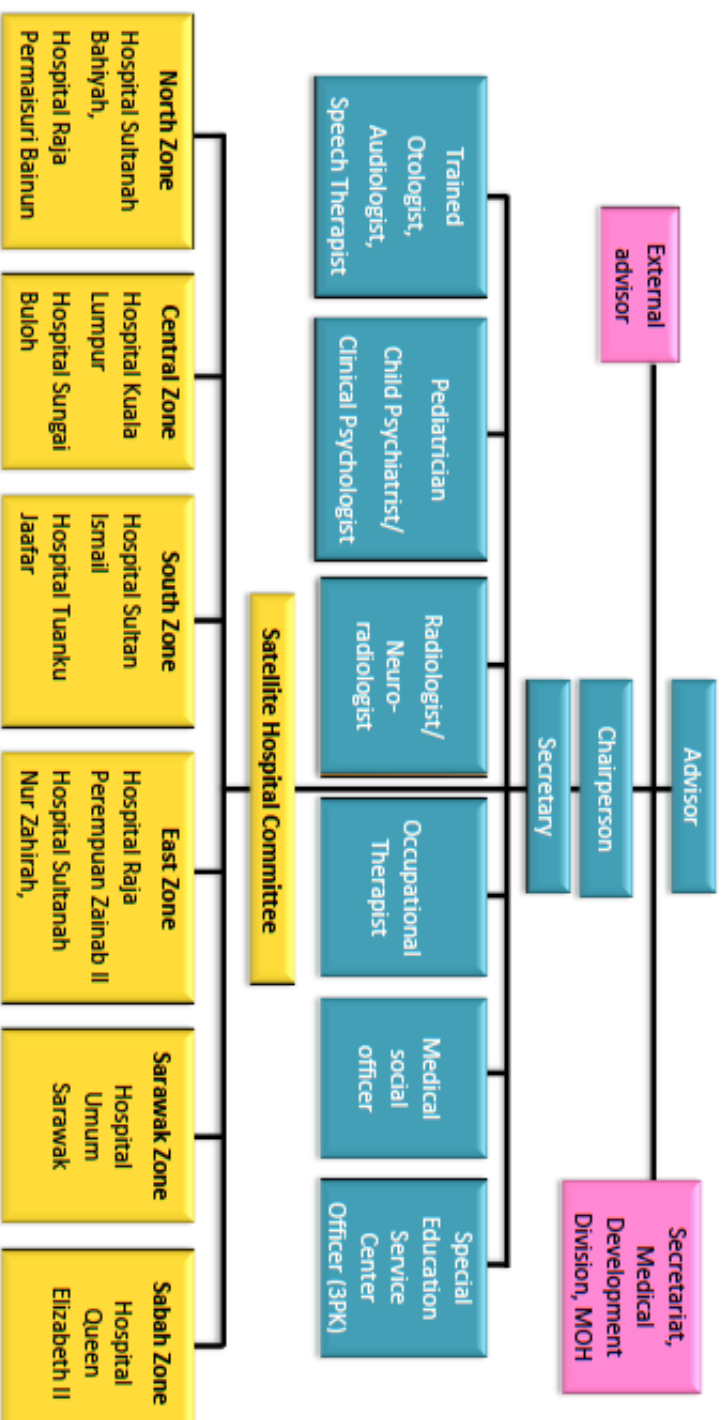 Advisor
External
advisor
Secretariat,
Medical
Development
Division, MOH
Chairperson
Secretary
Trained
Otologist,
Audiologist,
Speech Therapist
Pediatrician
Child Psychiatrist/
Clinical Psychologist
Radiologist/
Neuro-
radiologist
Occupational
Therapist
Medical
social
officer
Special
Education
Service
Center
Officer (3PK)
Satellite Hospital Committee
North Zone
Hospital Sultanah
Bahiyah,
Hospital Raja
Permaisuri Bainun
Central Zone
Hospital Kuala
Lumpur
Hospital Sungai
Buloh
South Zone
Hospital Sultan
Ismail
Hospital Tuanku
Jaafar
East Zone
Hospital Raja
Perempuan Zainab II
Hospital Sultanah
Nur Zahirah,
Sarawak Zone
Hospital
Umum
Sarawak
Sabah Zone
Hospital
Queen
Elizabeth II